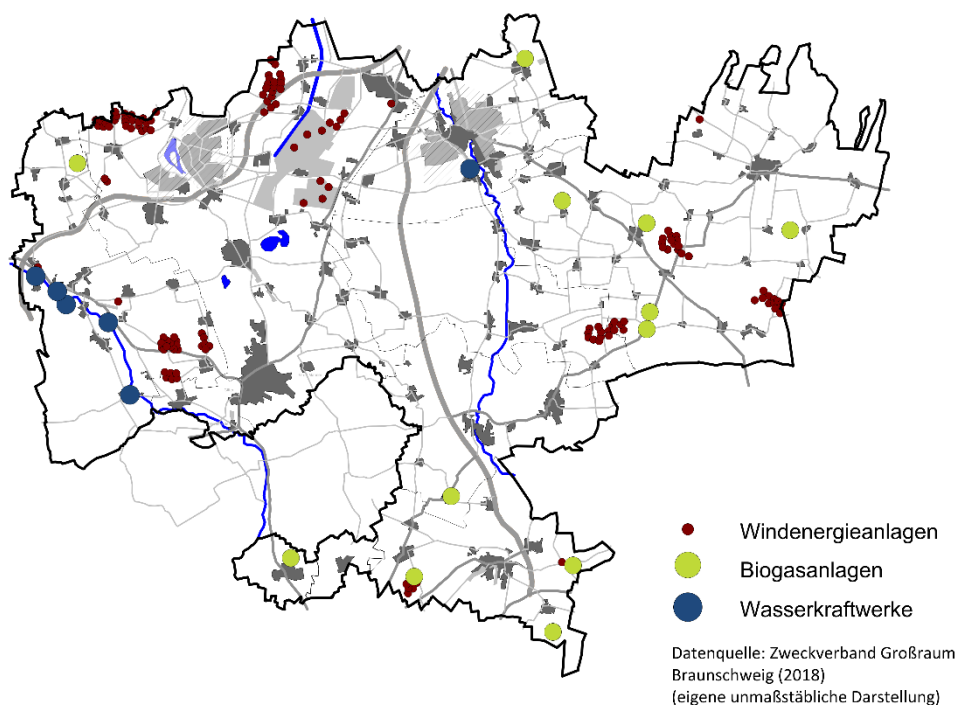 Windenergieanlagen
Biogasanlagen
Wasserkraftwerke
Datenquelle: Zweckverband Großraum
Braunschweig (2018)
(eigene unmaßstäbliche Darstellung)